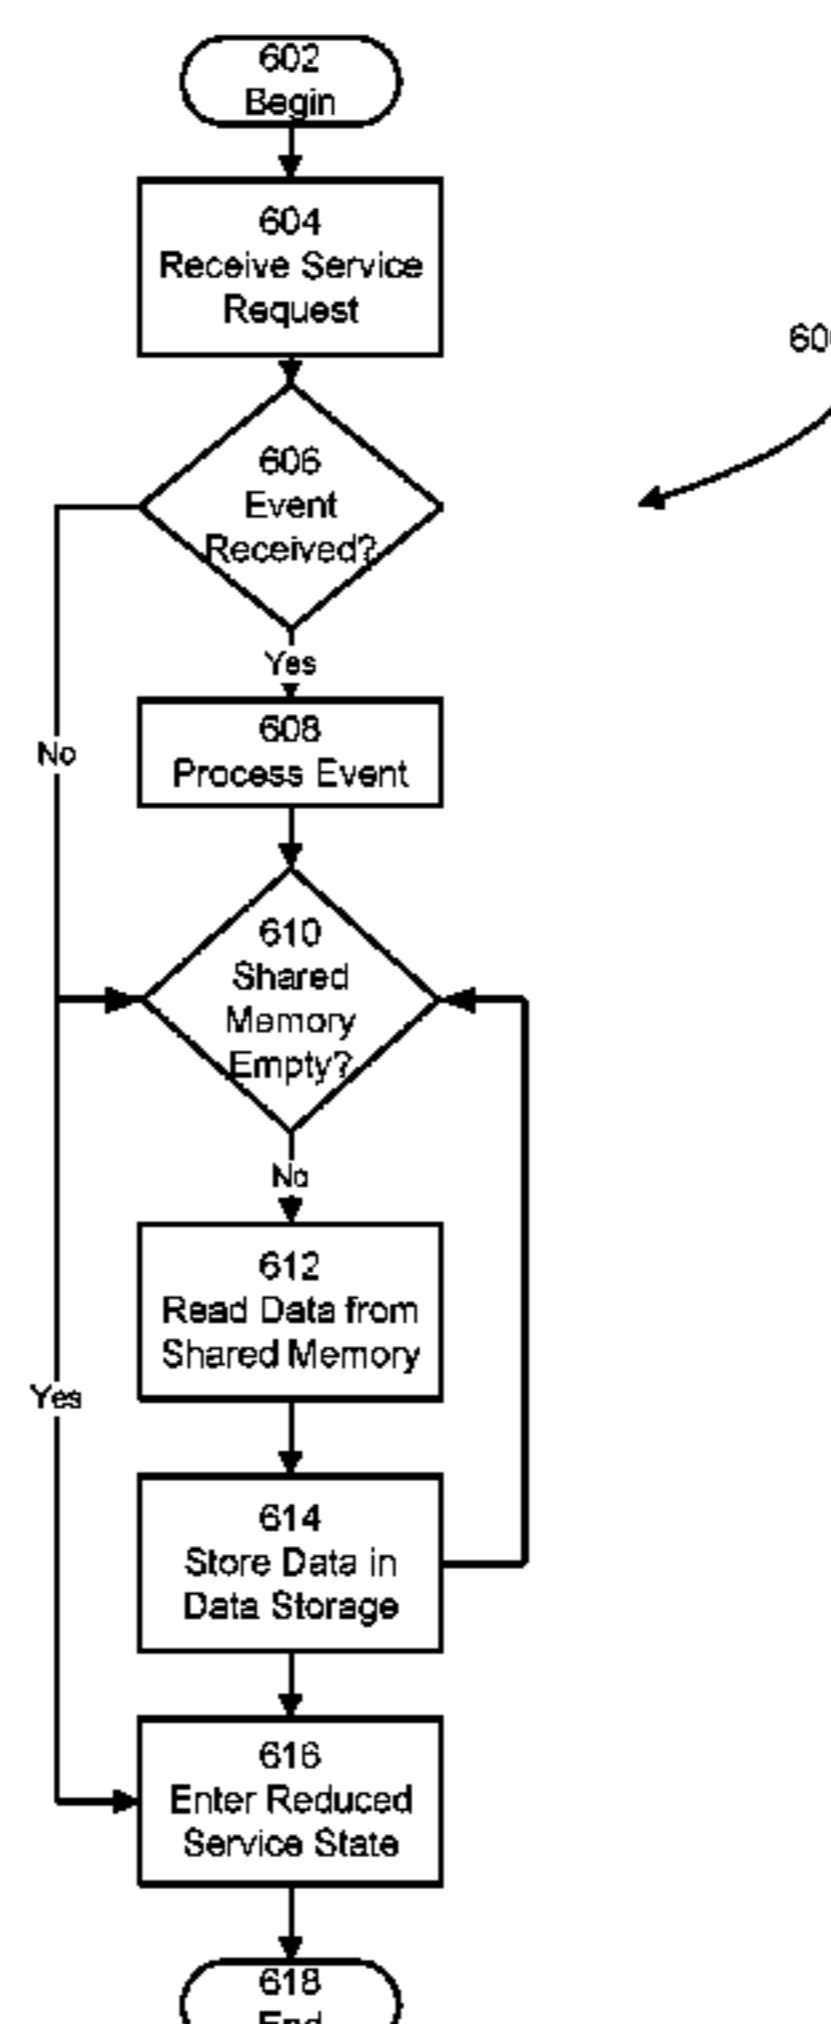 602
Begin
604
Receive Service
Request
606
Event
Received?
Yes
608
Process Event
No
610
Shared
Memory
Empty?
No
612
Read Data from
Shared Memory
Yes
614
Store Data in
Data Storage
616
Enter Reduced
Service State
618
End